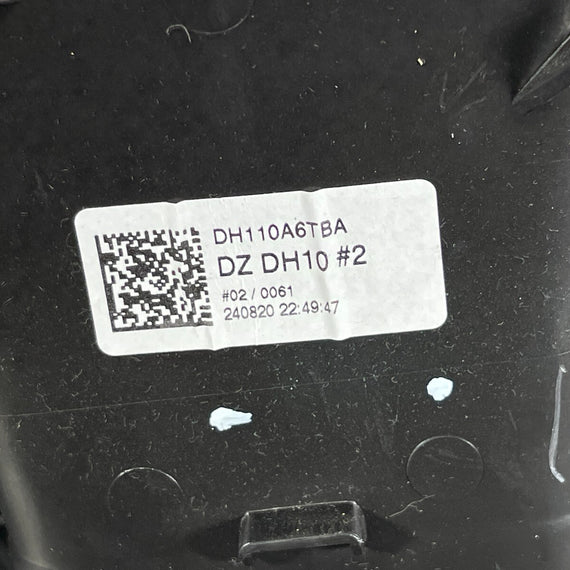 DH110A6TBA
DZ DH10 #2
#02 / 0061
240820 22:49:47